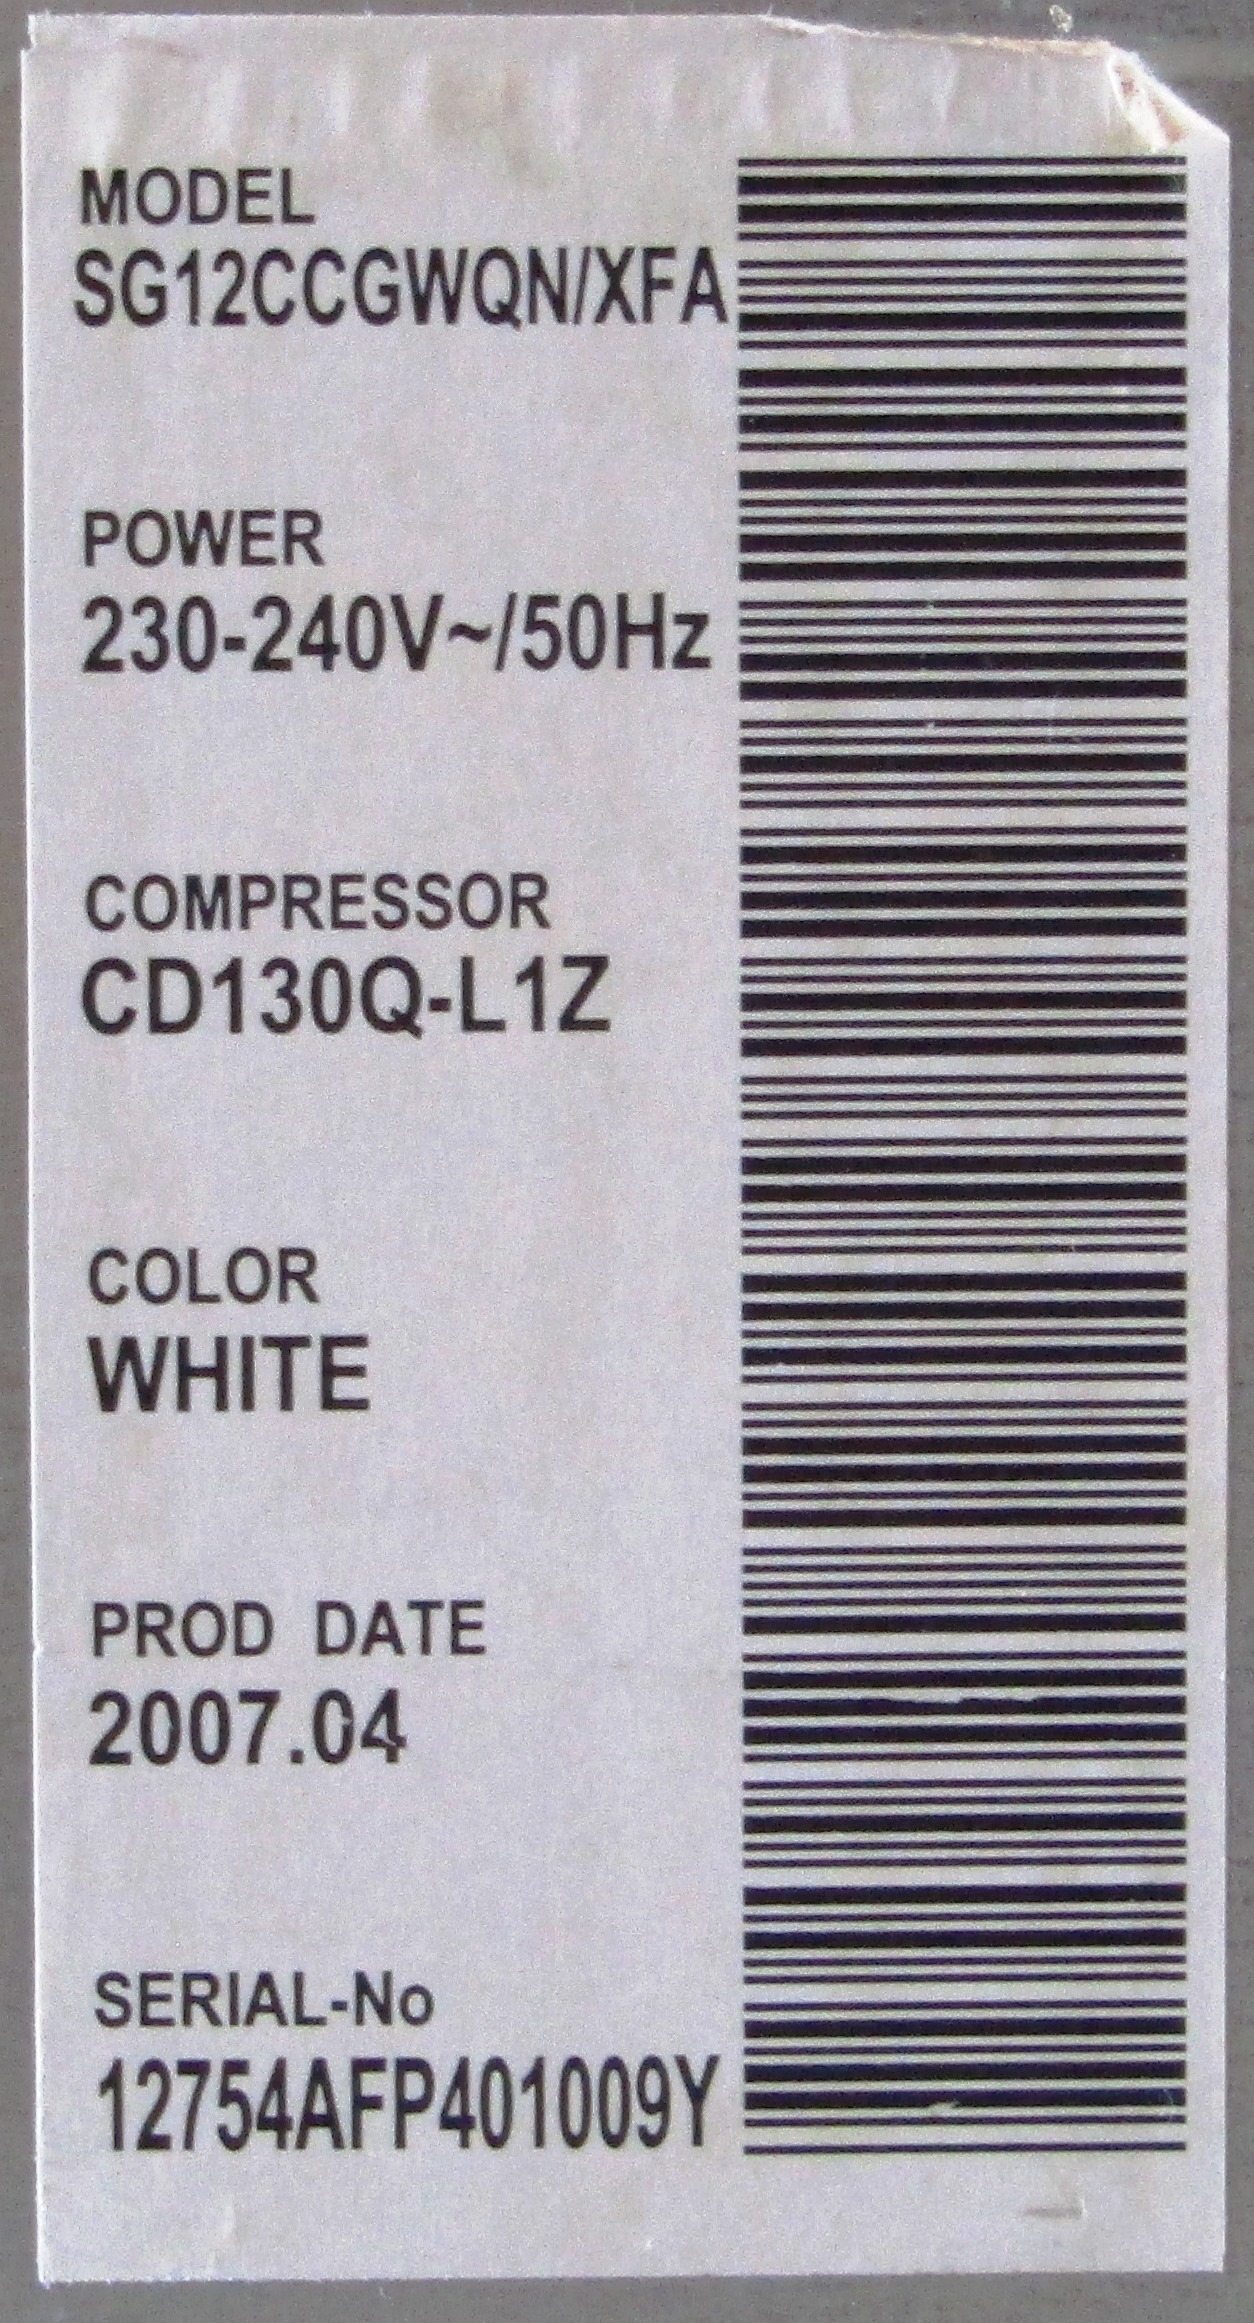 MODEL
SG12CCGWQN/XFA
POWER
230-240V~/50Hz
COMPRESSOR
CD130Q-L1Z
COLOR
WHITE
PROD DATE
2007.04
SERIAL-No
12754AFP401009Y